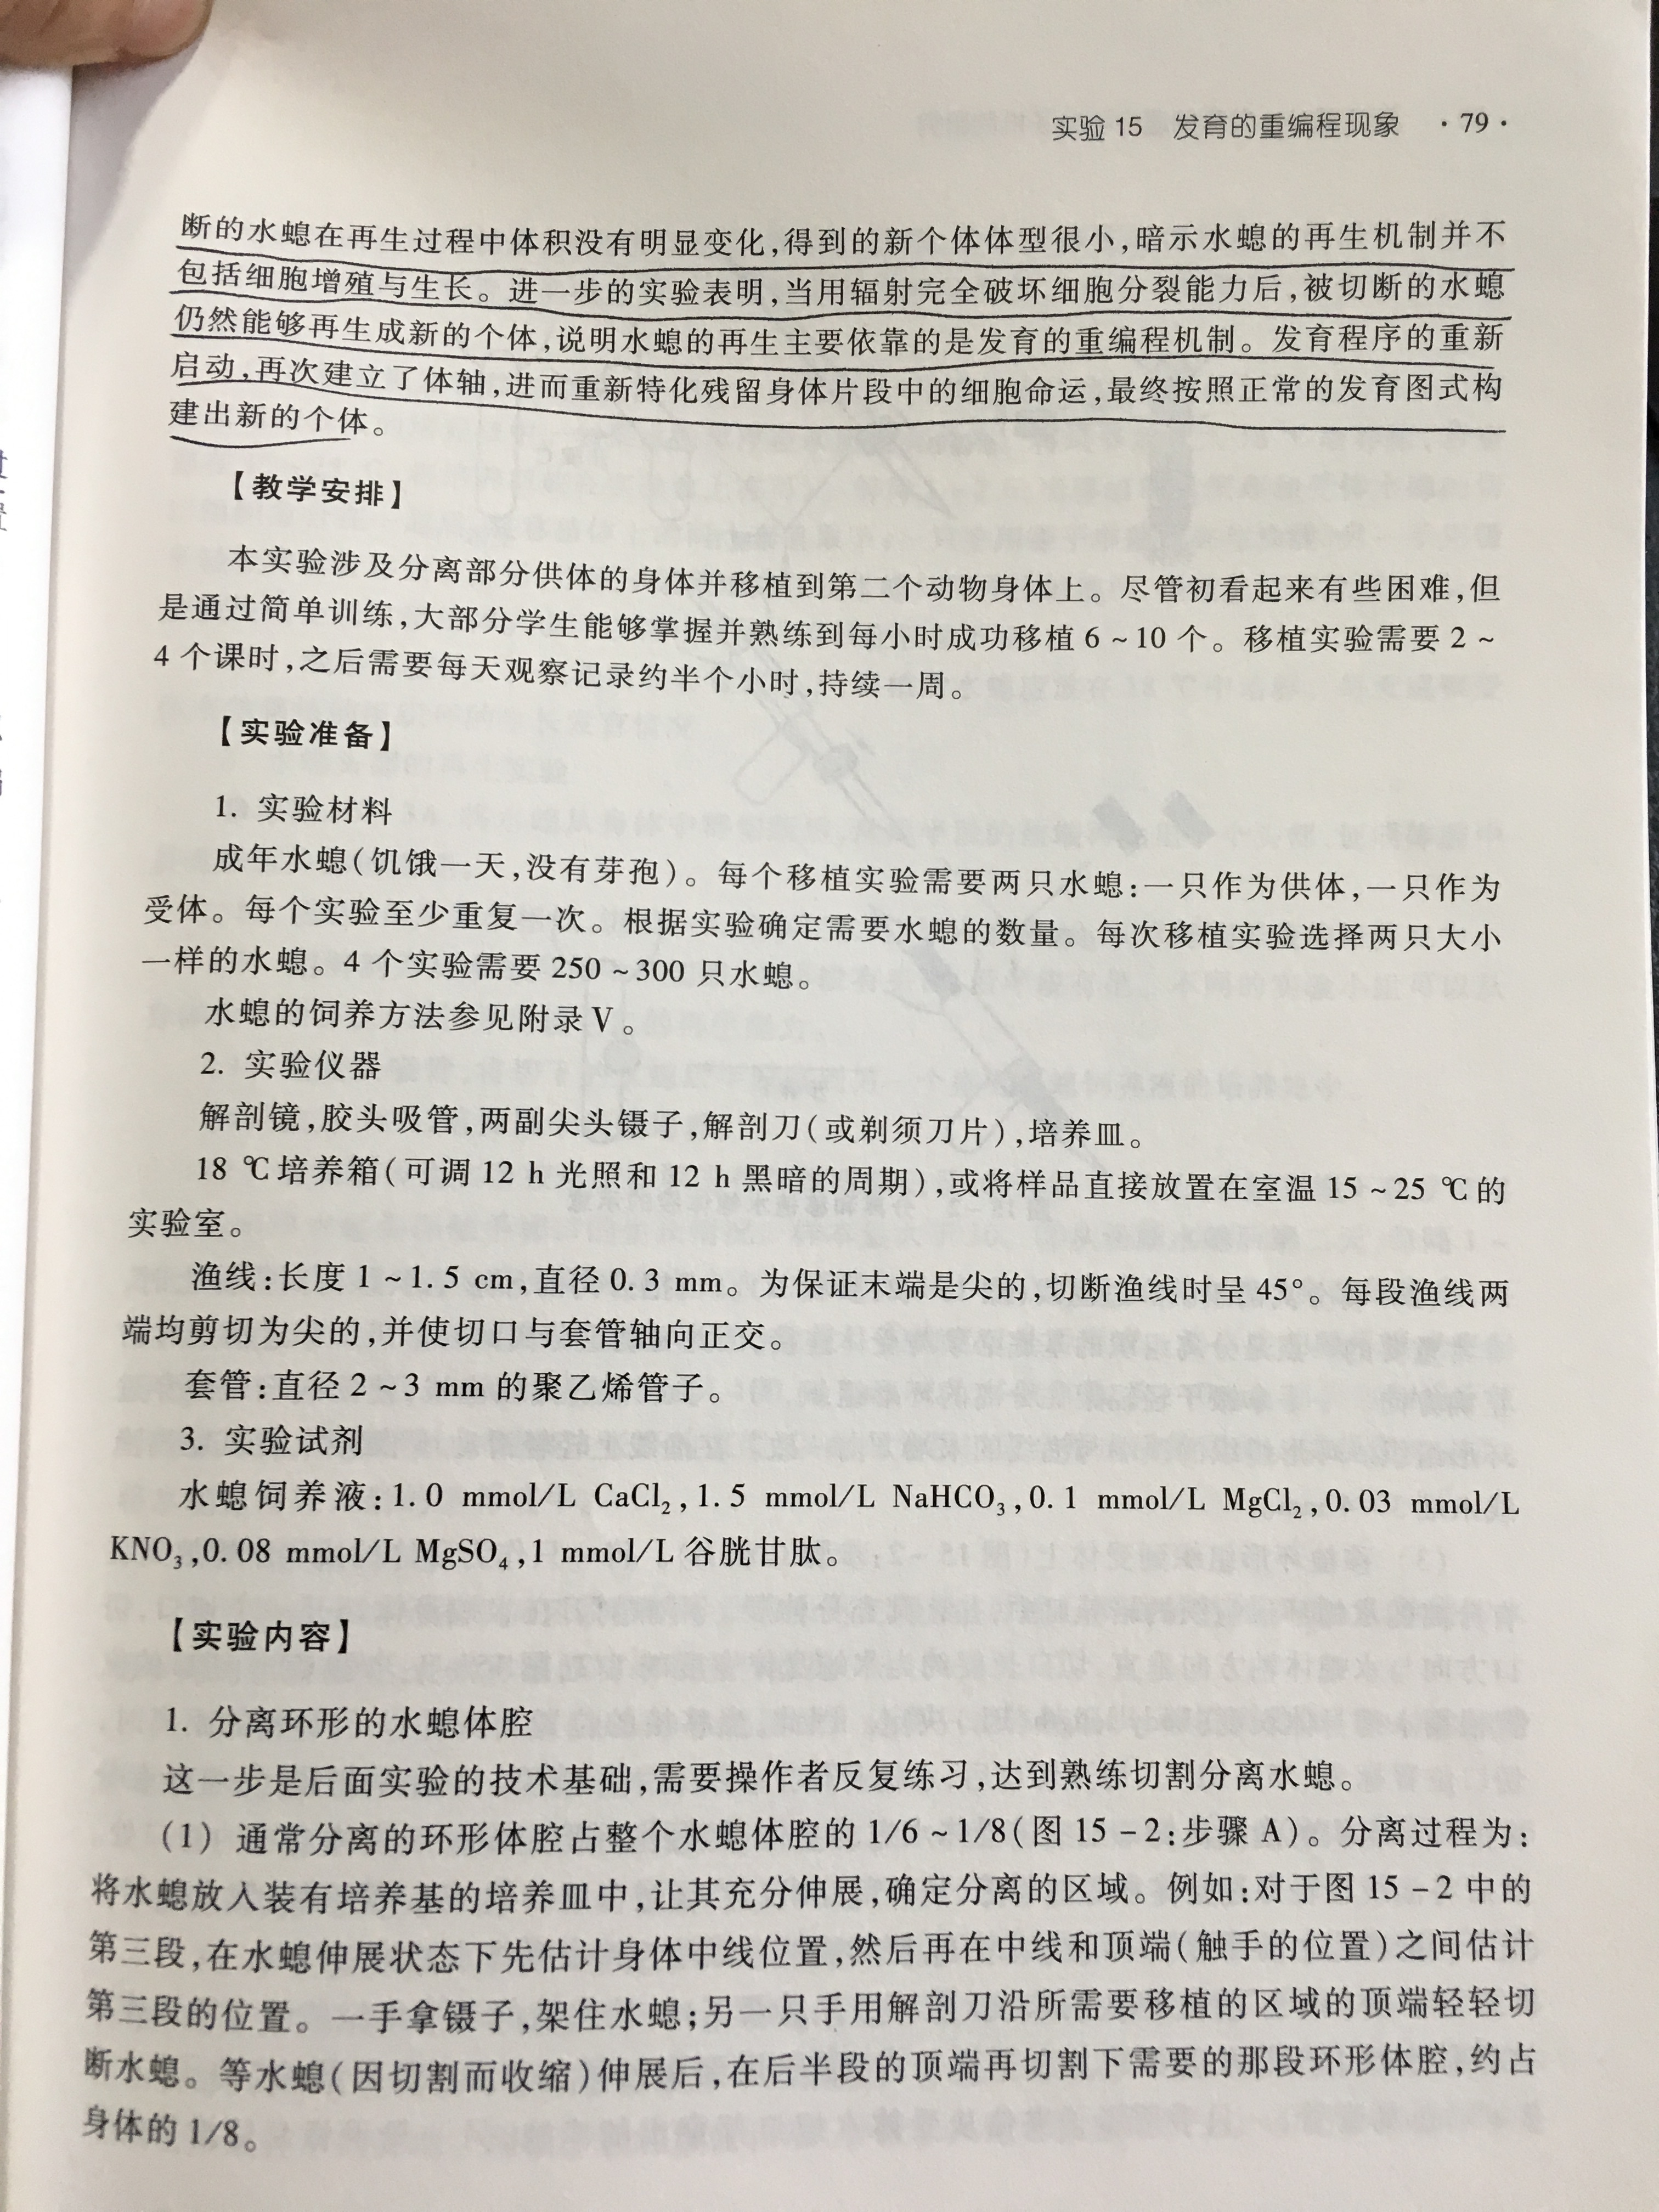 实验 15　发育的重编程现象　· 79 ·
断的水螅在再生过程中体积没有明显变化,得到的新个体体型很小,暗示水螅的再生机制并不
包括细胞增殖与生长。进一步的实验表明,当用辐射完全破坏细胞分裂能力后,被切断的水螅
仍然能够再生成新的个体,说明水螅的再生主要依靠的是发育的重编程机制。发育程序的重新
启动,再次建立了体轴,进而重新特化残留身体片段中的细胞命运,最终按照正常的发育图式构
建出新的个体。
【教学安排】
本实验涉及分离部分供体的身体并移植到第二个动物身体上。尽管初看起来有些困难,但
是通过简单训练,大部分学生能够掌握并熟练到每小时成功移植 6 ~ 10 个。移植实验需要 2 ~
4 个课时,之后需要每天观察记录约半个小时,持续一周。
【实验准备】
1. 实验材料
成年水螅(饥饿一天,没有芽孢)。每个移植实验需要两只水螅:一只作为供体,一只作为
受体。每个实验至少重复一次。根据实验确定需要水螅的数量。每次移植实验选择两只大小
一样的水螅。4 个实验需要 250 ~ 300 只水螅。
水螅的饲养方法参见附录 V。
2. 实验仪器
解剖镜,胶头吸管,两副尖头镊子,解剖刀(或剃须刀片),培养皿。
18 ℃培养箱(可调 12 h 光照和 12 h 黑暗的周期),或将样品直接放置在室温 15 ~ 25 ℃的
实验室。
渔线:长度 1 ~ 1.5 cm,直径 0.3 mm。为保证末端是尖的,切断渔线时呈 45°。每段渔线两
端均剪切为尖的,并使切口与套管轴向正交。
套管:直径 2 ~ 3 mm 的聚乙烯管子。
3. 实验试剂
水螅饲养液:1.0 mmol/L CaCl₂,1.5 mmol/L NaHCO₃,0.1 mmol/L MgCl₂,0.03 mmol/L
KNO₃,0.08 mmol/L MgSO₄,1 mmol/L 谷胱甘肽。
【实验内容】
1. 分离环形的水螅体腔
这一步是后面实验的技术基础,需要操作者反复练习,达到熟练切割分离水螅。
(1) 通常分离的环形体腔占整个水螅体腔的 1/6 ~ 1/8(图 15 - 2:步骤 A)。分离过程为:
将水螅放入装有培养基的培养皿中,让其充分伸展,确定分离的区域。例如:对于图 15 - 2 中的
第三段,在水螅伸展状态下先估计身体中线位置,然后再在中线和顶端(触手的位置)之间估计
第三段的位置。一手拿镊子,架住水螅;另一只手用解剖刀沿所需要移植的区域的顶端轻轻切
断水螅。等水螅(因切割而收缩)伸展后,在后半段的顶端再切割下需要的那段环形体腔,约占
身体的 1/8。